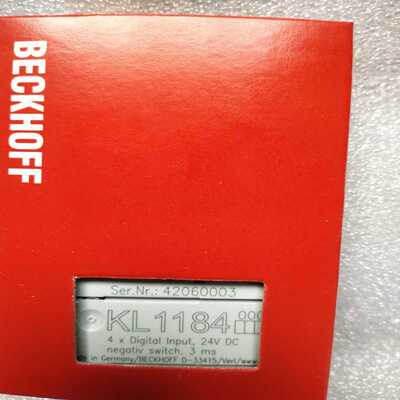 BECKHOFF
Ser.Nr.: 42060003
KL1184 000
4 x Digital Input, 24V DC
negativ switch, 3 ms
in Germany/BECKHOFF D-33415/Verl/www